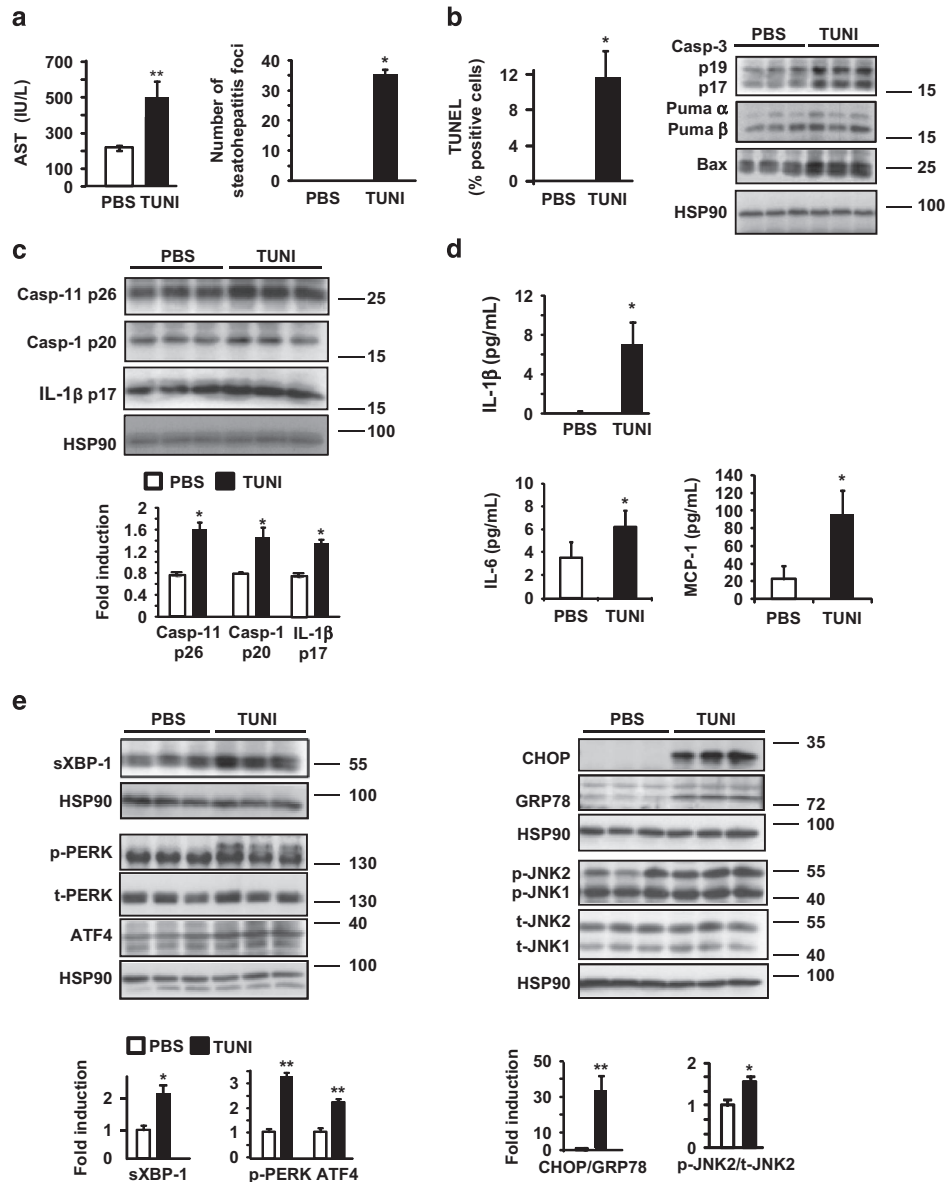 a
AST (IU/L)
700
500
300
200
0
**
PBS TUNI
Number of
steatohepatitis foci
40
30
20
10
0
*
PBS TUNI
b
TUNEL
(% positive cells)
12
8
4
0
*
PBS TUNI
PBS TUNI
Casp-3
p19
p17
15
Puma α
Puma β
15
Bax
25
HSP90
100
c
PBS TUNI
Casp-11 p26
25
Casp-1 p20
15
IL-1β p17
15
HSP90
100
PBS TUNI
Fold induction
2
1.6
1.2
0.8
0.4
0
* * *
Casp-11 Casp-1 IL-1β
p26 p20 p17
d
IL-1β (pg/mL)
12
8
4
0
*
PBS TUNI
IL-6 (pg/mL)
10
8
6
4
2
0
*
PBS TUNI
MCP-1 (pg/mL)
140
120
100
80
60
40
20
0
*
PBS TUNI
e
PBS TUNI
sXBP-1
55
HSP90
100
p-PERK
130
t-PERK
130
ATF4
40
HSP90
100
PBS TUNI
CHOP
35
GRP78
72
HSP90
100
p-JNK2
55
p-JNK1
40
t-JNK2
55
t-JNK1
40
HSP90
100
PBS TUNI
Fold induction
2
1
0
*
sXBP-1
3
2
1
0
** **
p-PERK ATF4
Fold induction
50
30
10
0
**
CHOP/GRP78
2
1
0
*
p-JNK2/t-JNK2